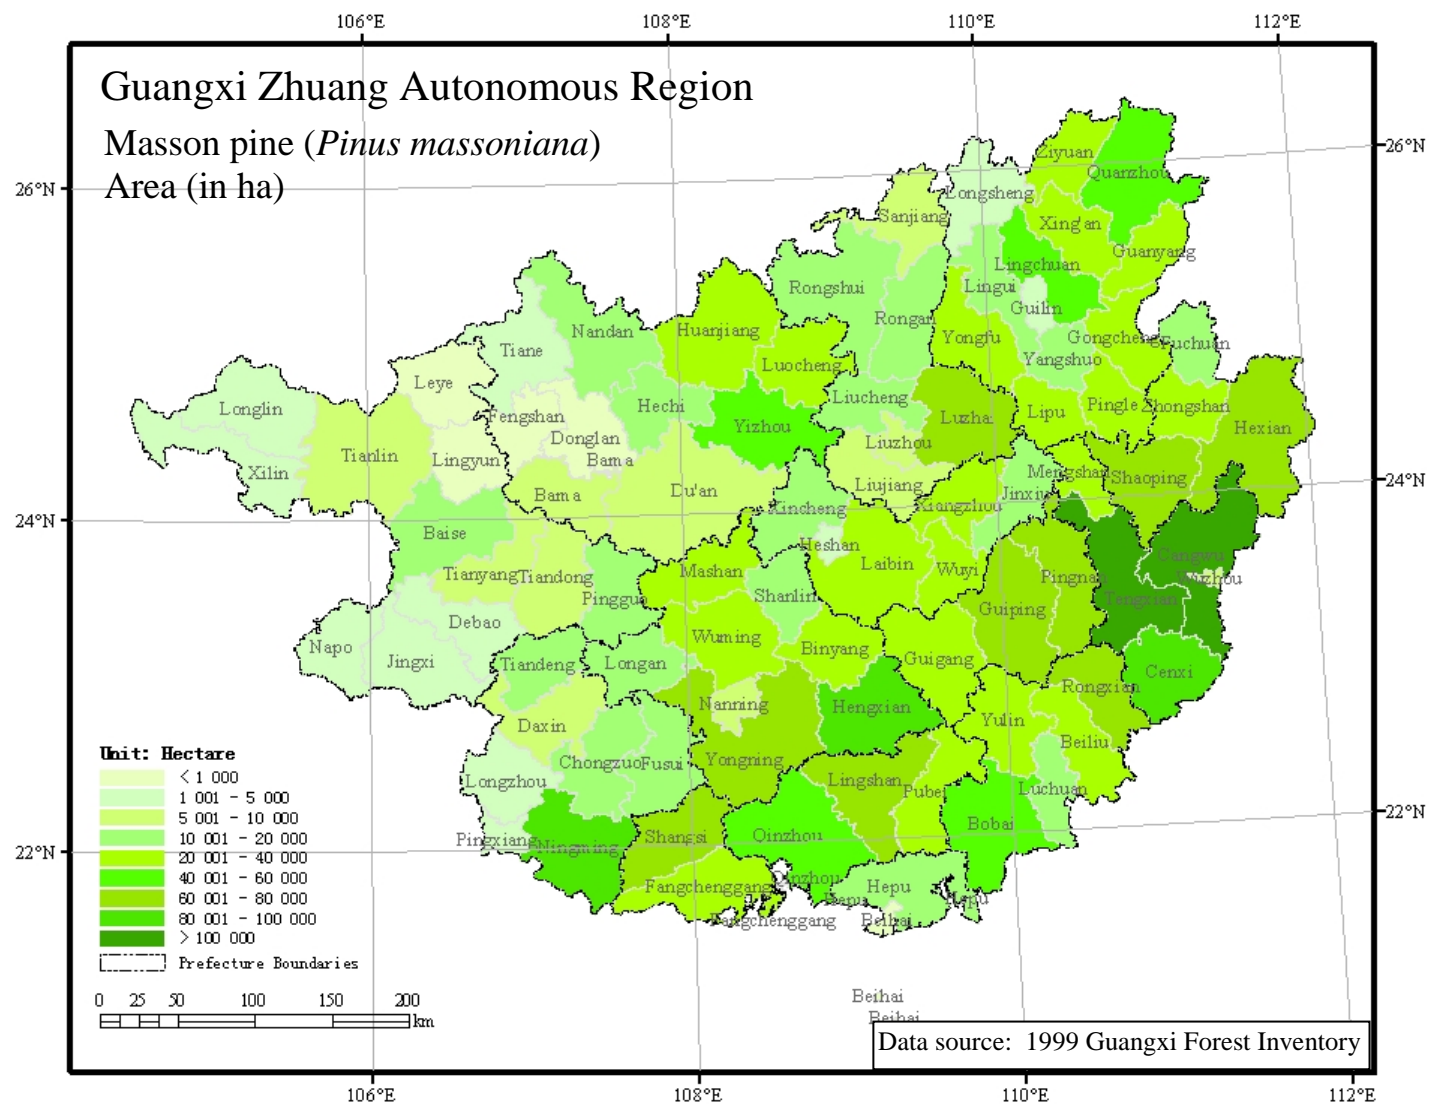 106°E 108°E 110°E 112°E
Guangxi Zhuang Autonomous Region
Masson pine (Pinus massoniana)
Area (in ha)
26°N
26°N
Ziyuan
Quanzhou
Longsheng
Sanjiang
Xing'an
Guanyang
Lingchuan
Rongshui
Lingui
Guilin
Rongan
Nandan
Huanjiang
Yongfu
Gongcheng
Fuchuan
Tiane
Yangshuo
Luocheng
Leye
Liucheng
Longlin
Fengshan
Hechi
Yizhou
Luzhai
Lipu
Pingle
Zhongshan
Hexian
Donglan
Liuzhou
Tianlin
Lingyun
Bama
Xilin
Mengshan
Shaoping
24°N
Bama
Du'an
Liujiang
Jinxiu
Xiangzhou
Xincheng
24°N
Baise
Heshan
Laibin
Cangwu
Wuyi
Tianyang
Tiandong
Mashan
Pingnan
Wuzhou
Pingguo
Shanlin
Tengxian
Guiping
Debao
Wuming
Napo
Jingxi
Tiandeng
Longan
Binyang
Guigang
Cenxi
Rongxian
Nanning
Hengxian
Daxin
Yulin
Beiliu
Unit: Hectare
Chongzuo
Fusui
Yongning
Longzhou
Lingshan
Pubei
Luchuan
< 1 000
1 001 - 5 000
5 001 - 10 000
10 001 - 20 000
20 001 - 40 000
40 001 - 60 000
60 001 - 80 000
80 001 - 100 000
> 100 000
Prefecture Boundaries
22°N
Bobai
Pingxiang
Ningming
Shangsi
Qinzhou
22°N
Fangchenggang
Qinzhou
Hepu
Hepu
Hepu
Fangchenggang
Beihai
0 25 50 100 150 200
km
Beihai
Beihai
Data source: 1999 Guangxi Forest Inventory
106°E 108°E 110°E 112°E